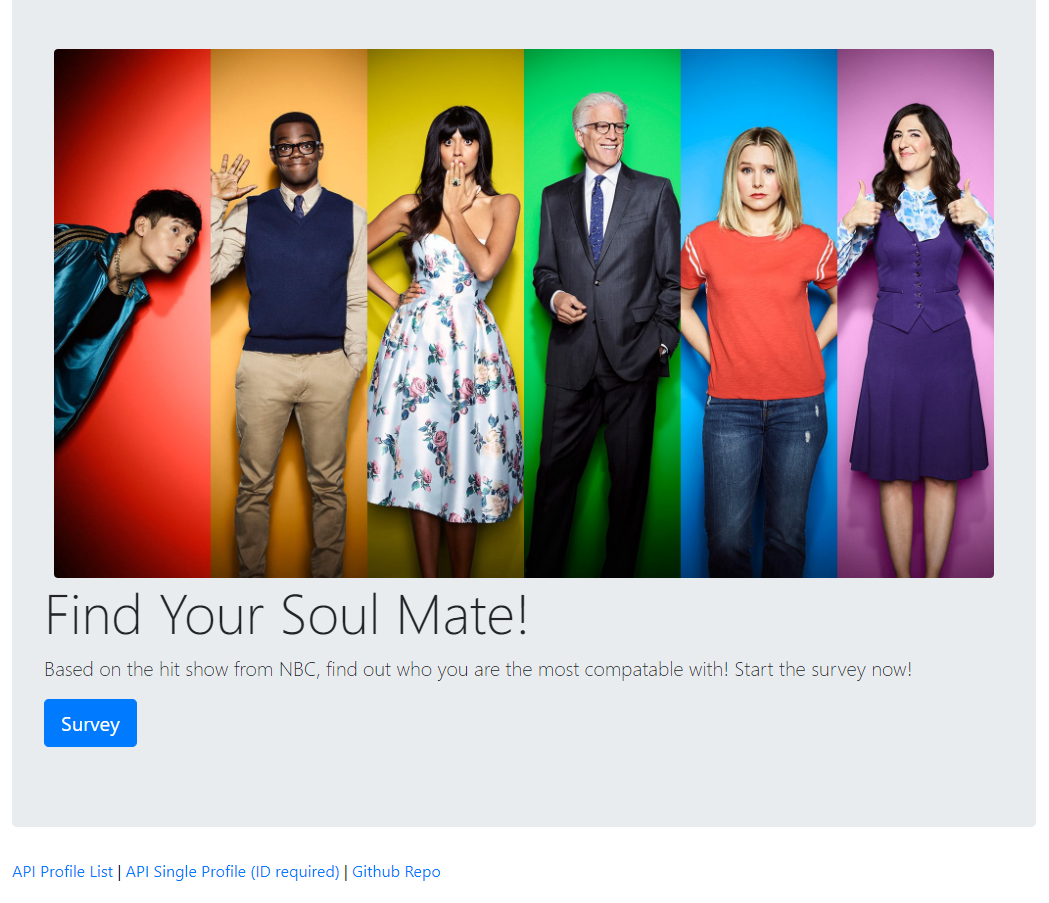 Find Your Soul Mate!
Based on the hit show from NBC, find out who you are the most compatable with! Start the survey now!
Survey
API Profile List | API Single Profile (ID required) | Github Repo